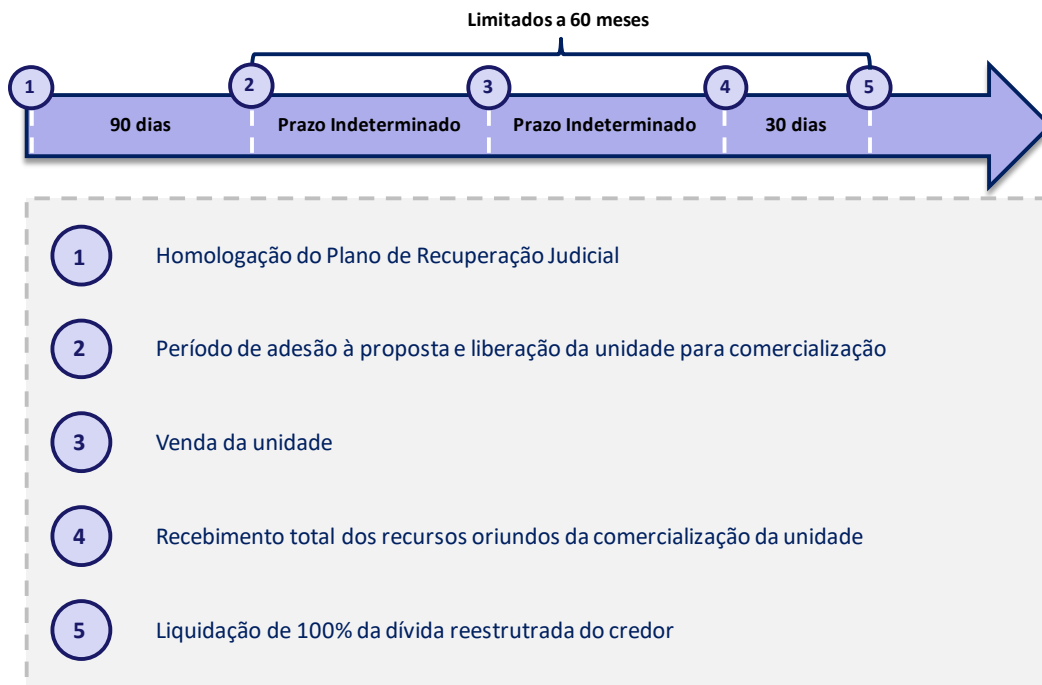 Limitados a 60 meses
1
2
3
4
5
90 dias
Prazo Indeterminado
Prazo Indeterminado
30 dias
1 Homologação do Plano de Recuperação Judicial
2 Período de adesão à proposta e liberação da unidade para comercialização
3 Venda da unidade
4 Recebimento total dos recursos oriundos da comercialização da unidade
5 Liquidação de 100% da dívida reestrutrada do credor